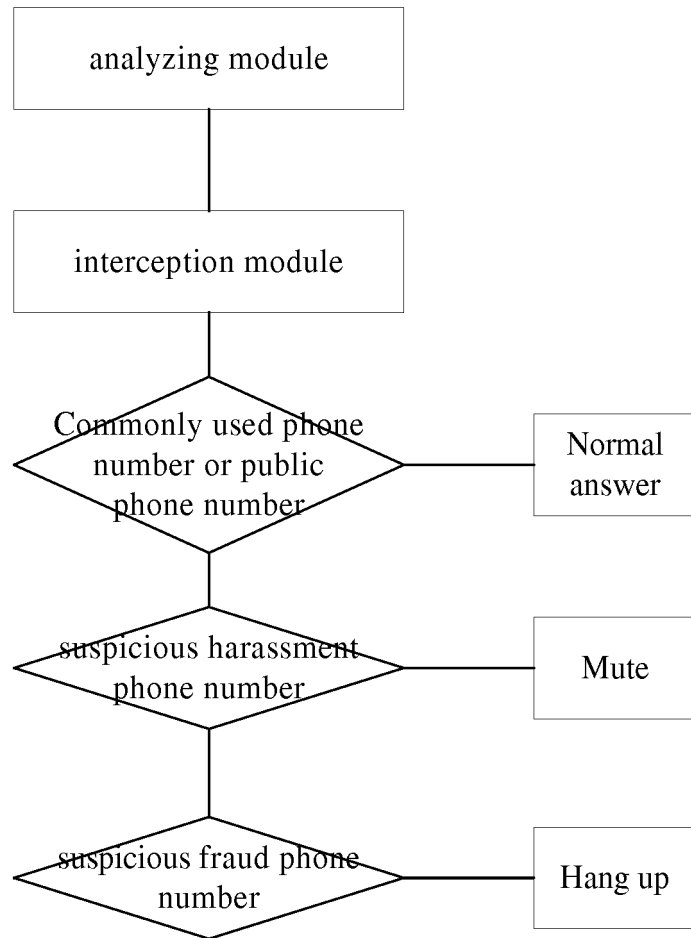 analyzing module
interception module
Commonly used phone
number or public
phone number
Normal
answer
suspicious harassment
phone number
Mute
suspicious fraud phone
number
Hang up